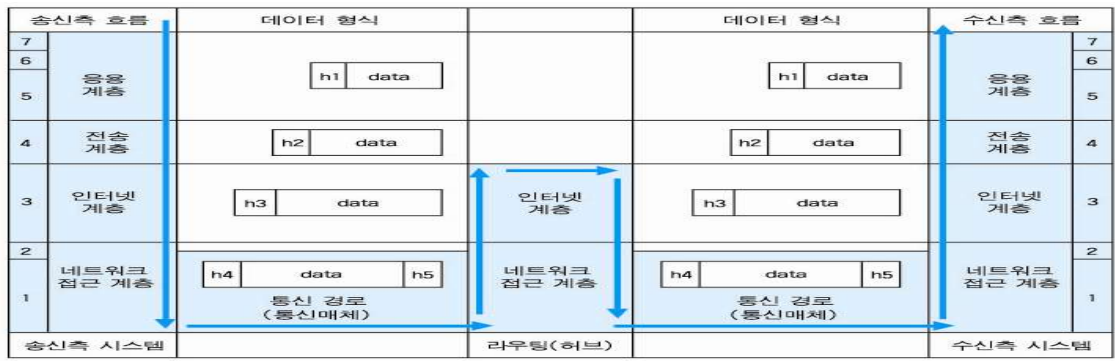 송신측 흐름 데이터 형식 데이터 형식 수신측 흐름
7 7
6 h1 data h1 data 6
응용 응용
계층 계층
5 5
4 전송 h2 data h2 data 전송 4
계층 계층
3 인터넷 h3 data 인터넷 h3 data 인터넷 3
계층 계층 계층
2 2
네트워크 h4 data h5 네트워크 h4 data h5 네트워크
접근 계층 접근 계층 접근 계층
1 통신 경로 통신 경로 1
(통신매체) (통신매체)
송신측 시스템 라우팅(허브) 수신측 시스템